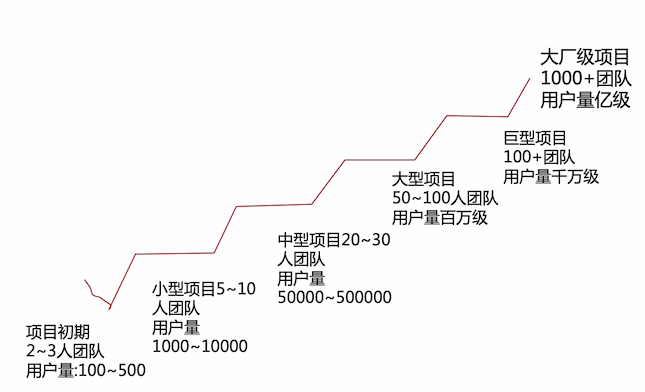 项目初期
2~3人团队
用户量:100~500
小型项目5~10
人团队
用户量
1000~10000
中型项目20~30
人团队
用户量
50000~500000
大型项目
50~100人团队
用户量百万级
巨型项目
100+团队
用户量千万级
大厂级项目
1000+团队
用户量亿级